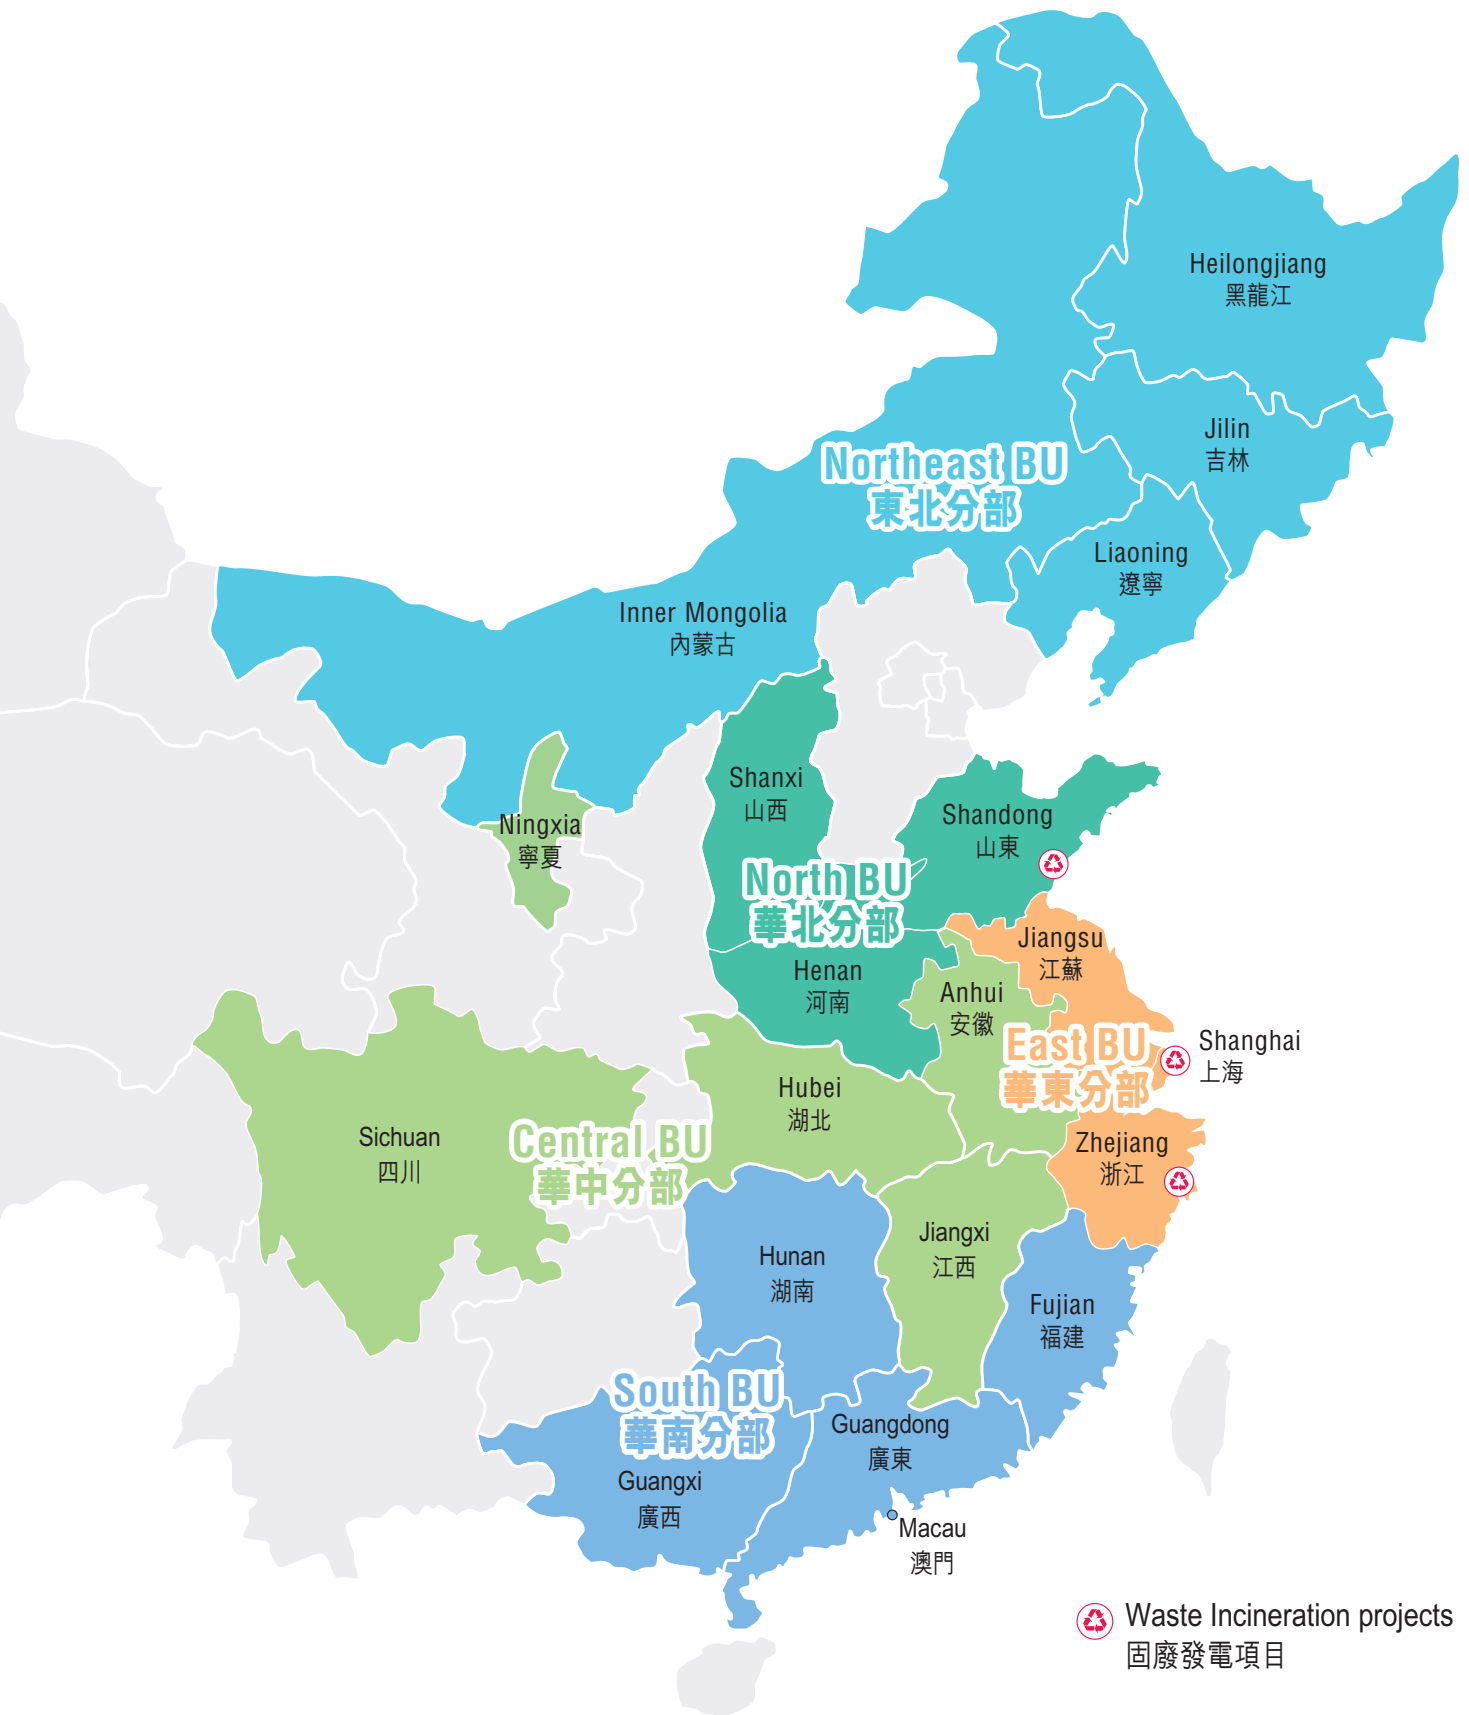 Heilongjiang
黑龍江
Jilin
吉林
Northeast BU
東北分部
Liaoning
遼寧
Inner Mongolia
內蒙古
Shanxi
山西
Ningxia
寧夏
Shandong
山東
North BU
華北分部
Henan
河南
Jiangsu
江蘇
Anhui
安徽
East BU
華東分部
Shanghai
上海
Hubei
湖北
Sichuan
四川
Central BU
華中分部
Zhejiang
浙江
Jiangxi
江西
Hunan
湖南
Fujian
福建
South BU
華南分部
Guangdong
廣東
Guangxi
廣西
Macau
澳門
Waste Incineration projects
固廢發電項目